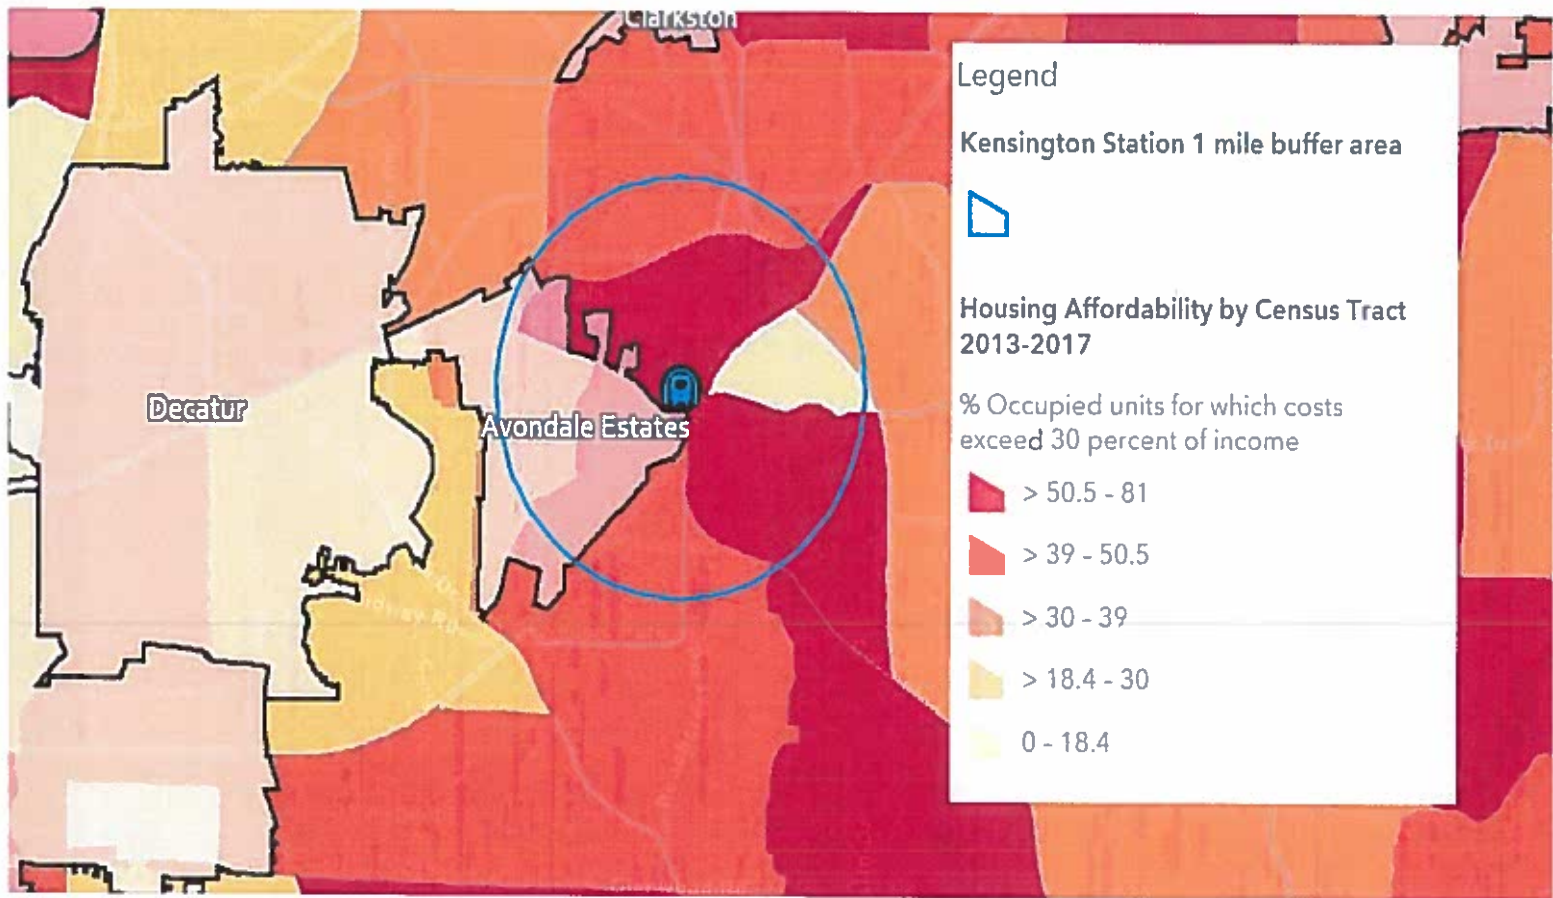 Clarkston
Legend
Kensington Station 1 mile buffer area
Housing Affordability by Census Tract
2013-2017
Decatur
Avondale Estates
% Occupied units for which costs
exceed 30 percent of income
> 50.5 - 81
> 39 - 50.5
> 30 - 39
> 18.4 - 30
0 - 18.4